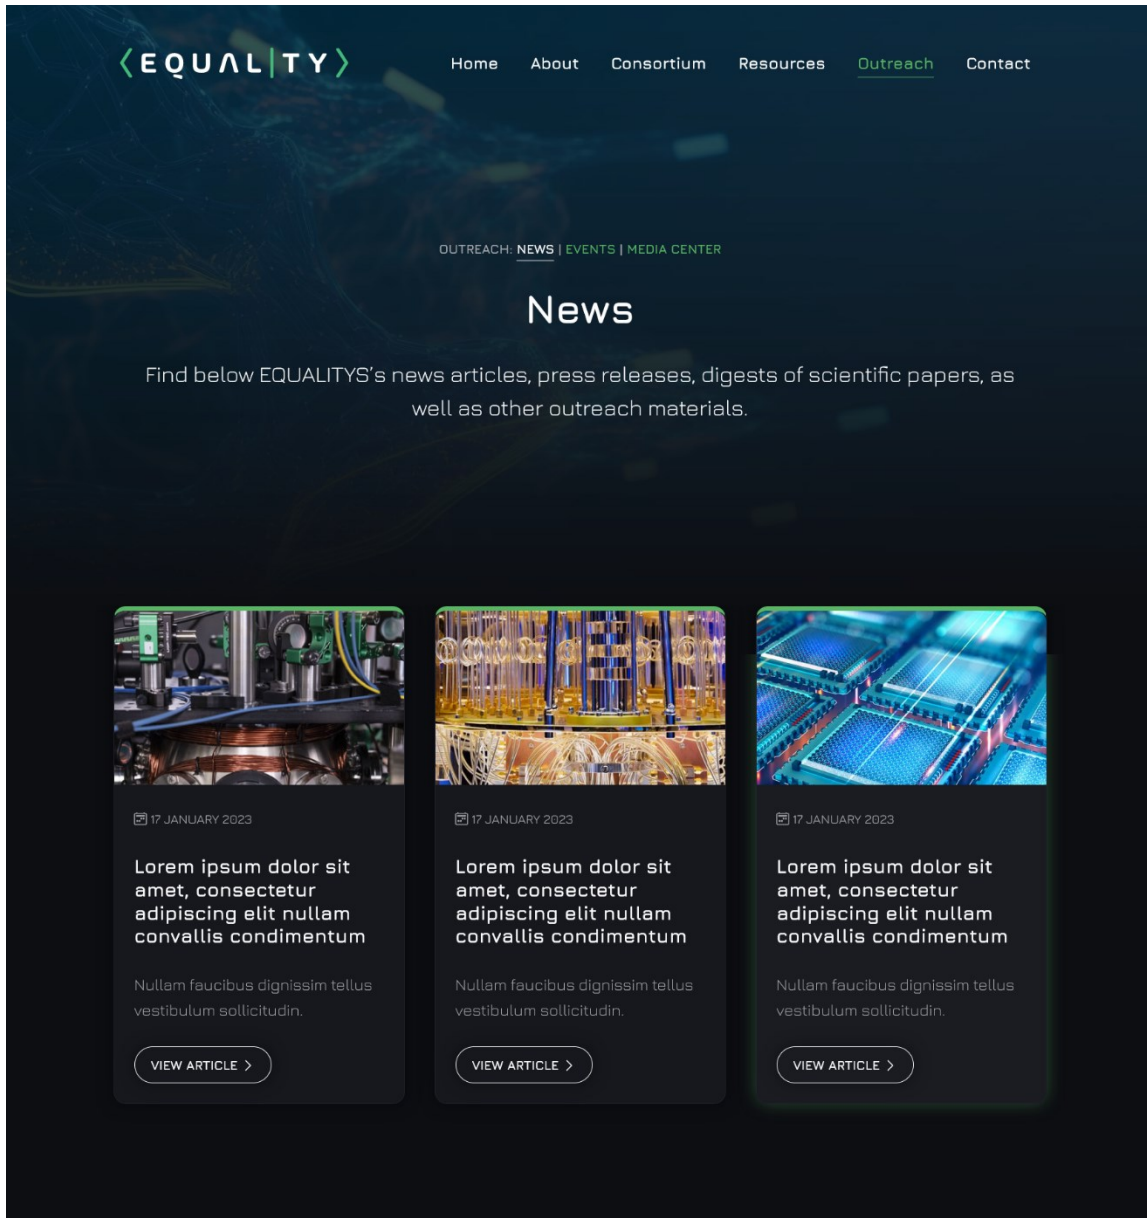 ⟨EQUAL|TY⟩
Home About Consortium Resources Outreach Contact
OUTREACH: NEWS | EVENTS | MEDIA CENTER
News
Find below EQUALITYS's news articles, press releases, digests of scientific papers, as
well as other outreach materials.
17 JANUARY 2023
Lorem ipsum dolor sit
amet, consectetur
adipiscing elit nullam
convallis condimentum
Nullam faucibus dignissim tellus
vestibulum sollicitudin.
VIEW ARTICLE >
17 JANUARY 2023
Lorem ipsum dolor sit
amet, consectetur
adipiscing elit nullam
convallis condimentum
Nullam faucibus dignissim tellus
vestibulum sollicitudin.
VIEW ARTICLE >
17 JANUARY 2023
Lorem ipsum dolor sit
amet, consectetur
adipiscing elit nullam
convallis condimentum
Nullam faucibus dignissim tellus
vestibulum sollicitudin.
VIEW ARTICLE >